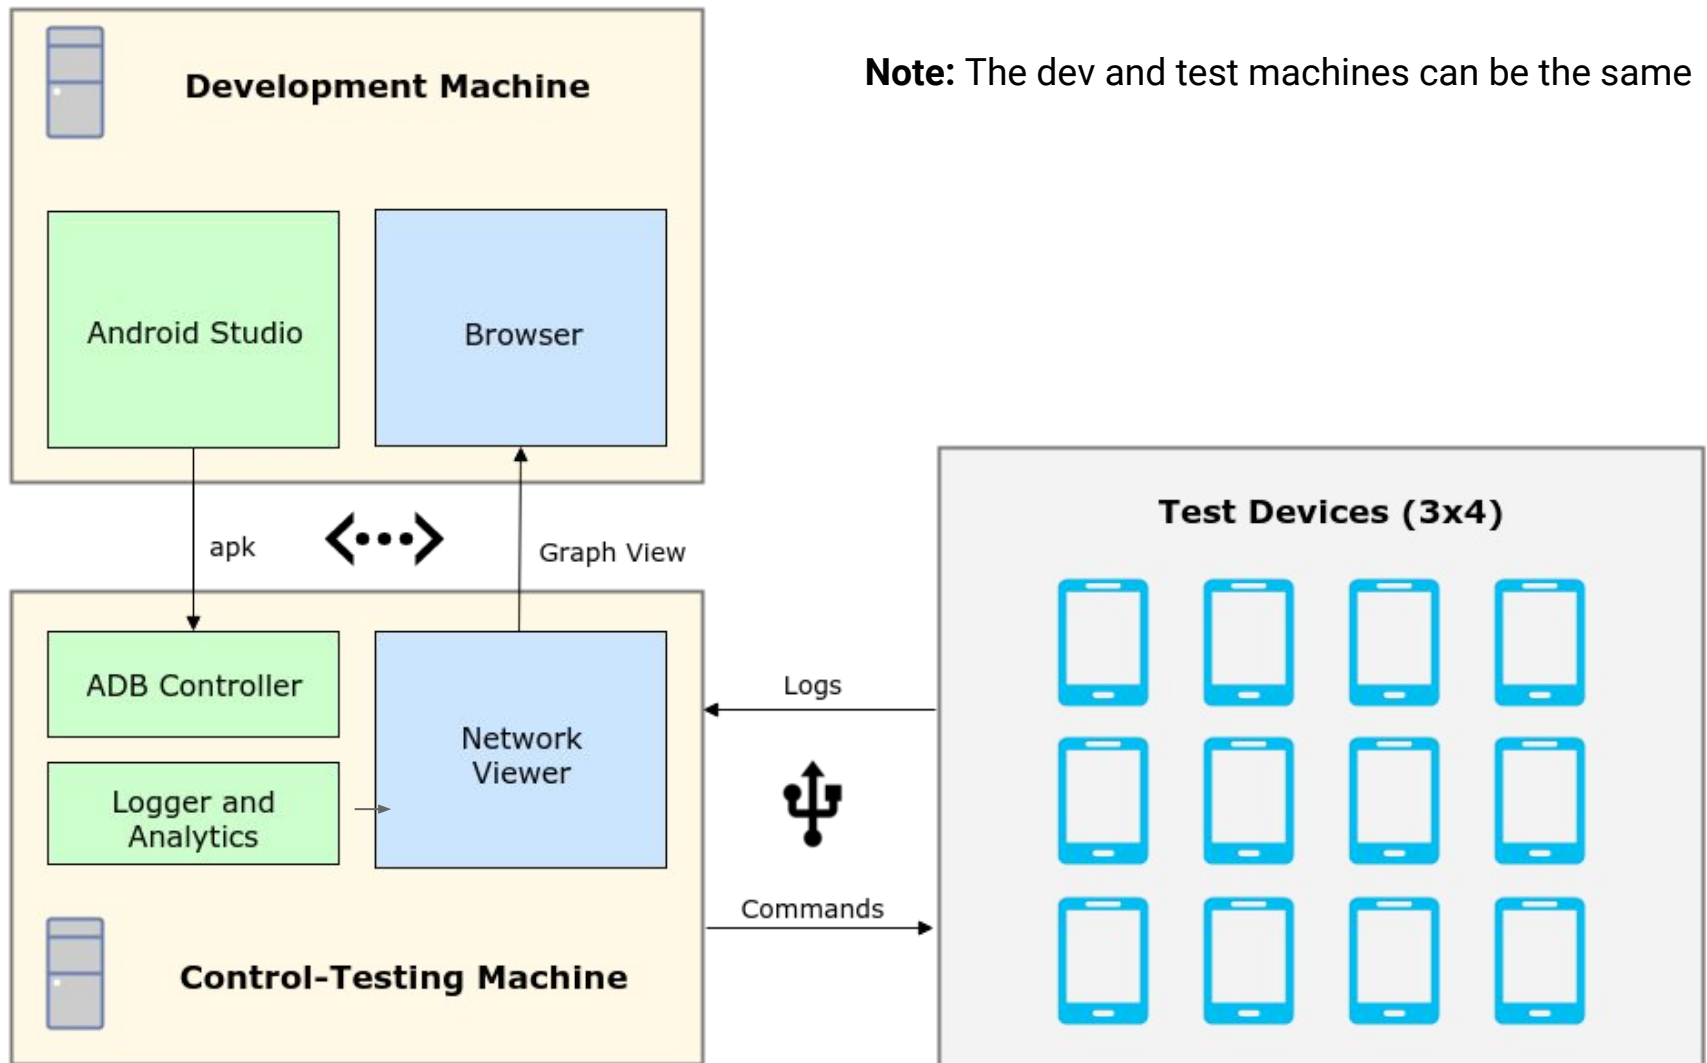 Development Machine
Note: The dev and test machines can be the same
Android Studio
Browser
apk
Graph View
ADB Controller
Network
Viewer
Logger and
Analytics
Control-Testing Machine
Logs
Commands
Test Devices (3x4)